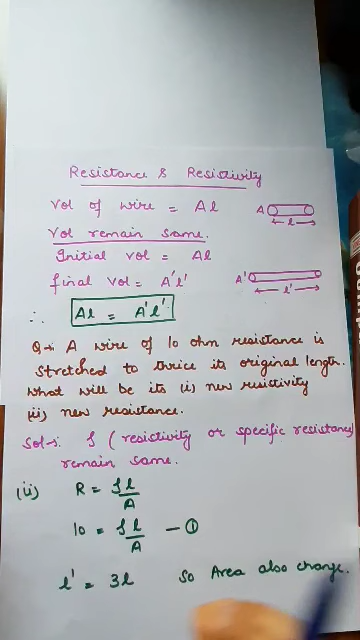 Resistance & Resistivity
Vol of wire = Al
A
← l →
Vol remain same.
Initial vol = Al
final vol = A'l'
A'
← l' →
∴ Al = A'l'
Q→ A wire of 10 ohm resistance is
stretched to thrice its original length.
What will be its (i) new resistivity
(ii) new resistance.
Sol→: ρ (resistivity or specific resistance)
remain same.
(ii) R = ρl/A
10 = ρl/A — ①
l' = 3l so Area also change.